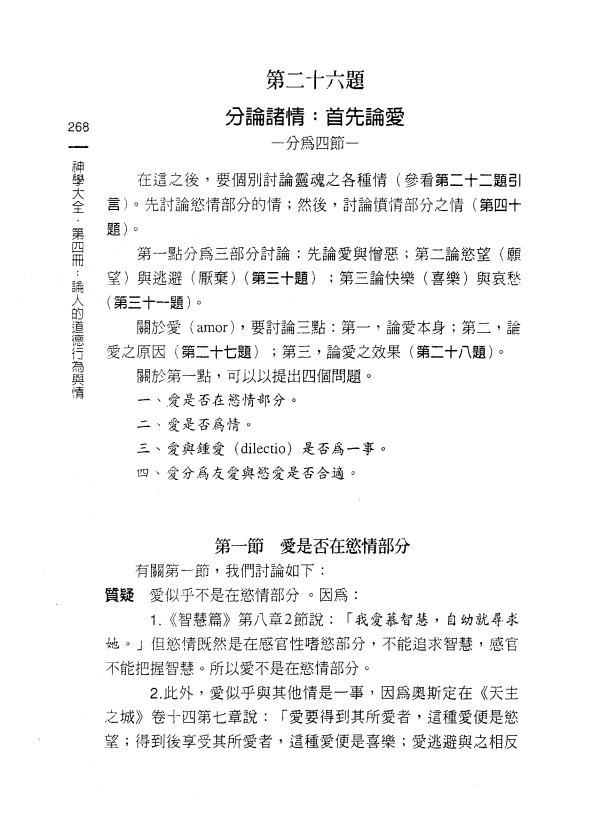 268
神學大全．第四冊：論人的道德行為與情
第二十六題
分論諸情：首先論愛
—分爲四節—
在這之後，要個別討論靈魂之各種情（參看第二十二題引
言）。先討論慾情部分的情；然後，討論憤情部分之情（第四十
題）。
第一點分爲三部分討論：先論愛與憎惡；第二論慾望（願
望）與逃避（厭棄）（第三十題）；第三論快樂（喜樂）與哀愁
（第三十一題）。
關於愛（amor），要討論三點：第一，論愛本身；第二，論
愛之原因（第二十七題）；第三，論愛之效果（第二十八題）。
關於第一點，可以以提出四個問題。
一、愛是否在慾情部分。
二、愛是否爲情。
三、愛與鍾愛（dilectio）是否爲一事。
四、愛分爲友愛與慾愛是否合適。
第一節　愛是否在慾情部分
有關第一節，我們討論如下：
質疑　愛似乎不是在慾情部分。因爲：
1.《智慧篇》第八章2節說：「我愛慕智慧，自幼就尋求
她。」但慾情既然是在感官性嗜慾部分，不能追求智慧，感官
不能把握智慧。所以愛不是在慾情部分。
2.此外，愛似乎與其他情是一事，因爲奧斯定在《天主
之城》卷十四第七章說：「愛要得到其所愛者，這種愛便是慾
望；得到後享受其所愛者，這種愛便是喜樂；愛逃避與之相反